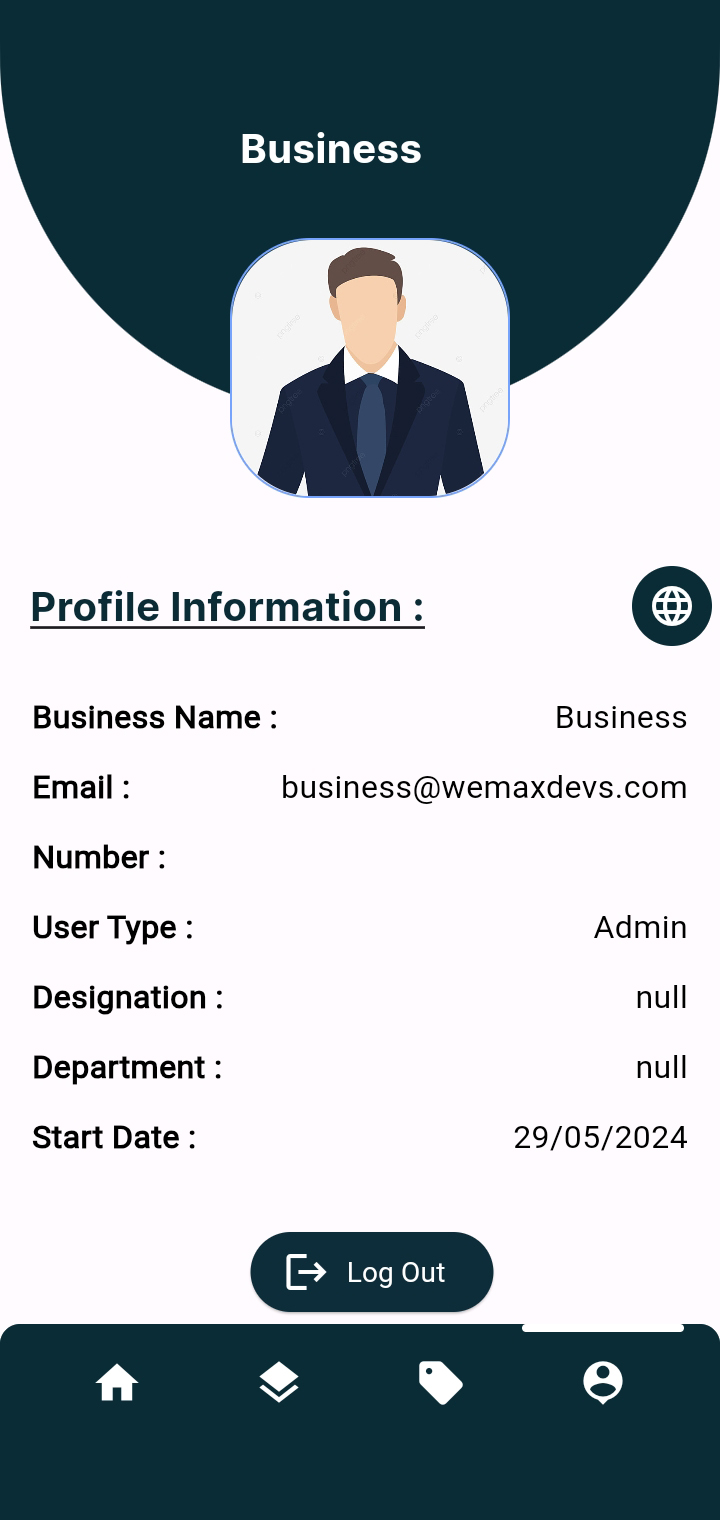 Business
Profile Information :
Business Name : Business
Email : business@wemaxdevs.com
Number :
User Type : Admin
Designation : null
Department : null
Start Date : 29/05/2024
Log Out